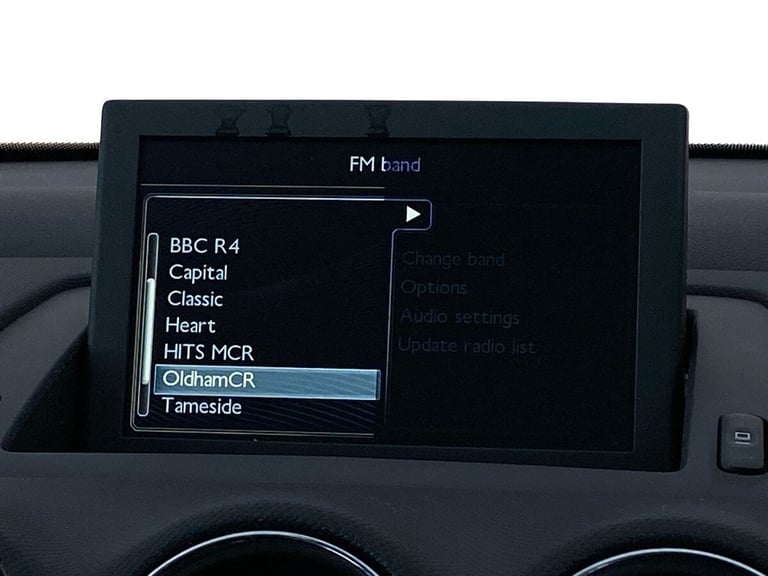 FM band
BBC R4
Capital
Classic
Heart
HITS MCR
OldhamCR
Tameside
Change band
Options
Audio settings
Update radio list